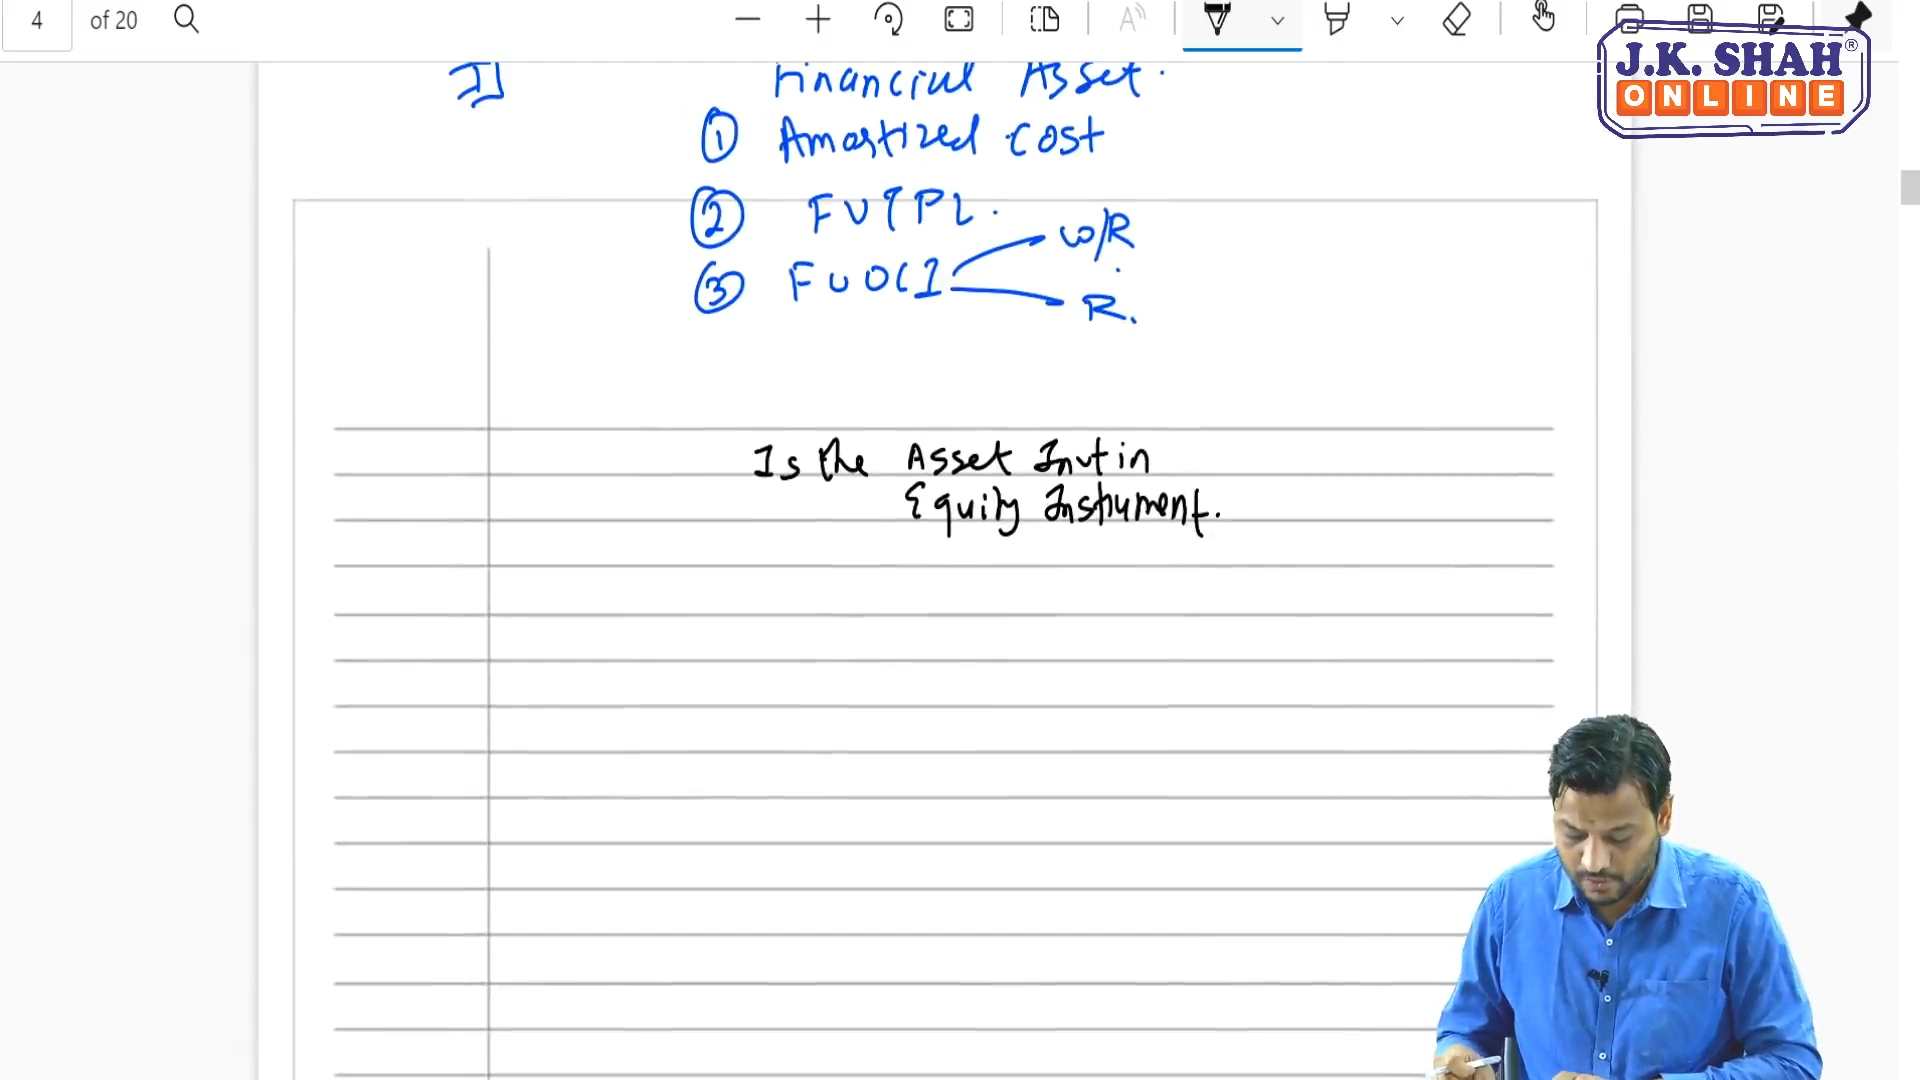 4 of 20
J.K. SHAH®
ONLINE
II Financial Asset.
① Amortized cost
② FVTPL.
③ FVOCI
W/R
R.
Is the Asset Invt in
Equity Instrument.